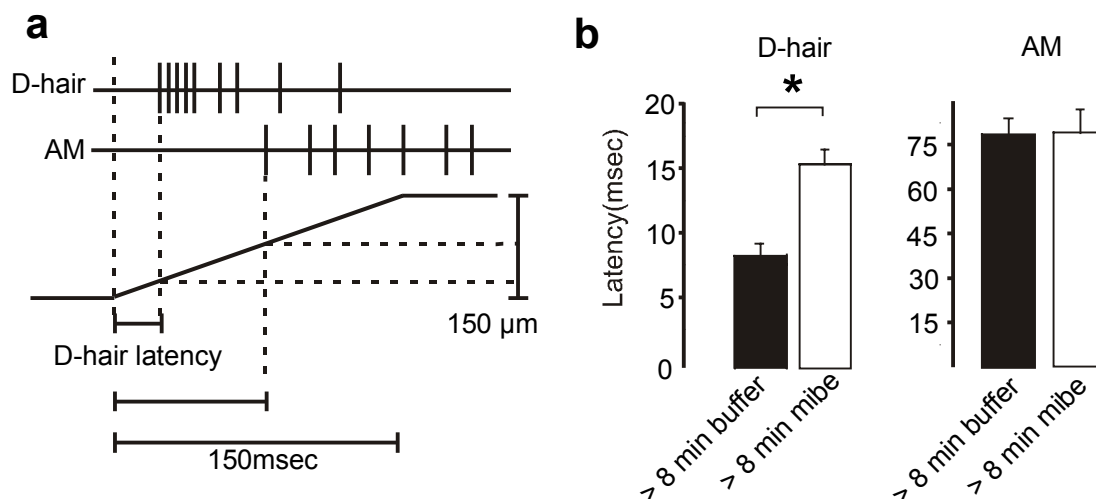 a
D-hair
AM
150 µm
D-hair latency
150msec
b
D-hair
AM
*
Latency(msec)
20
15
10
5
0
> 8 min buffer
> 8 min mibe
75
60
45
30
15
> 8 min buffer
> 8 min mibe